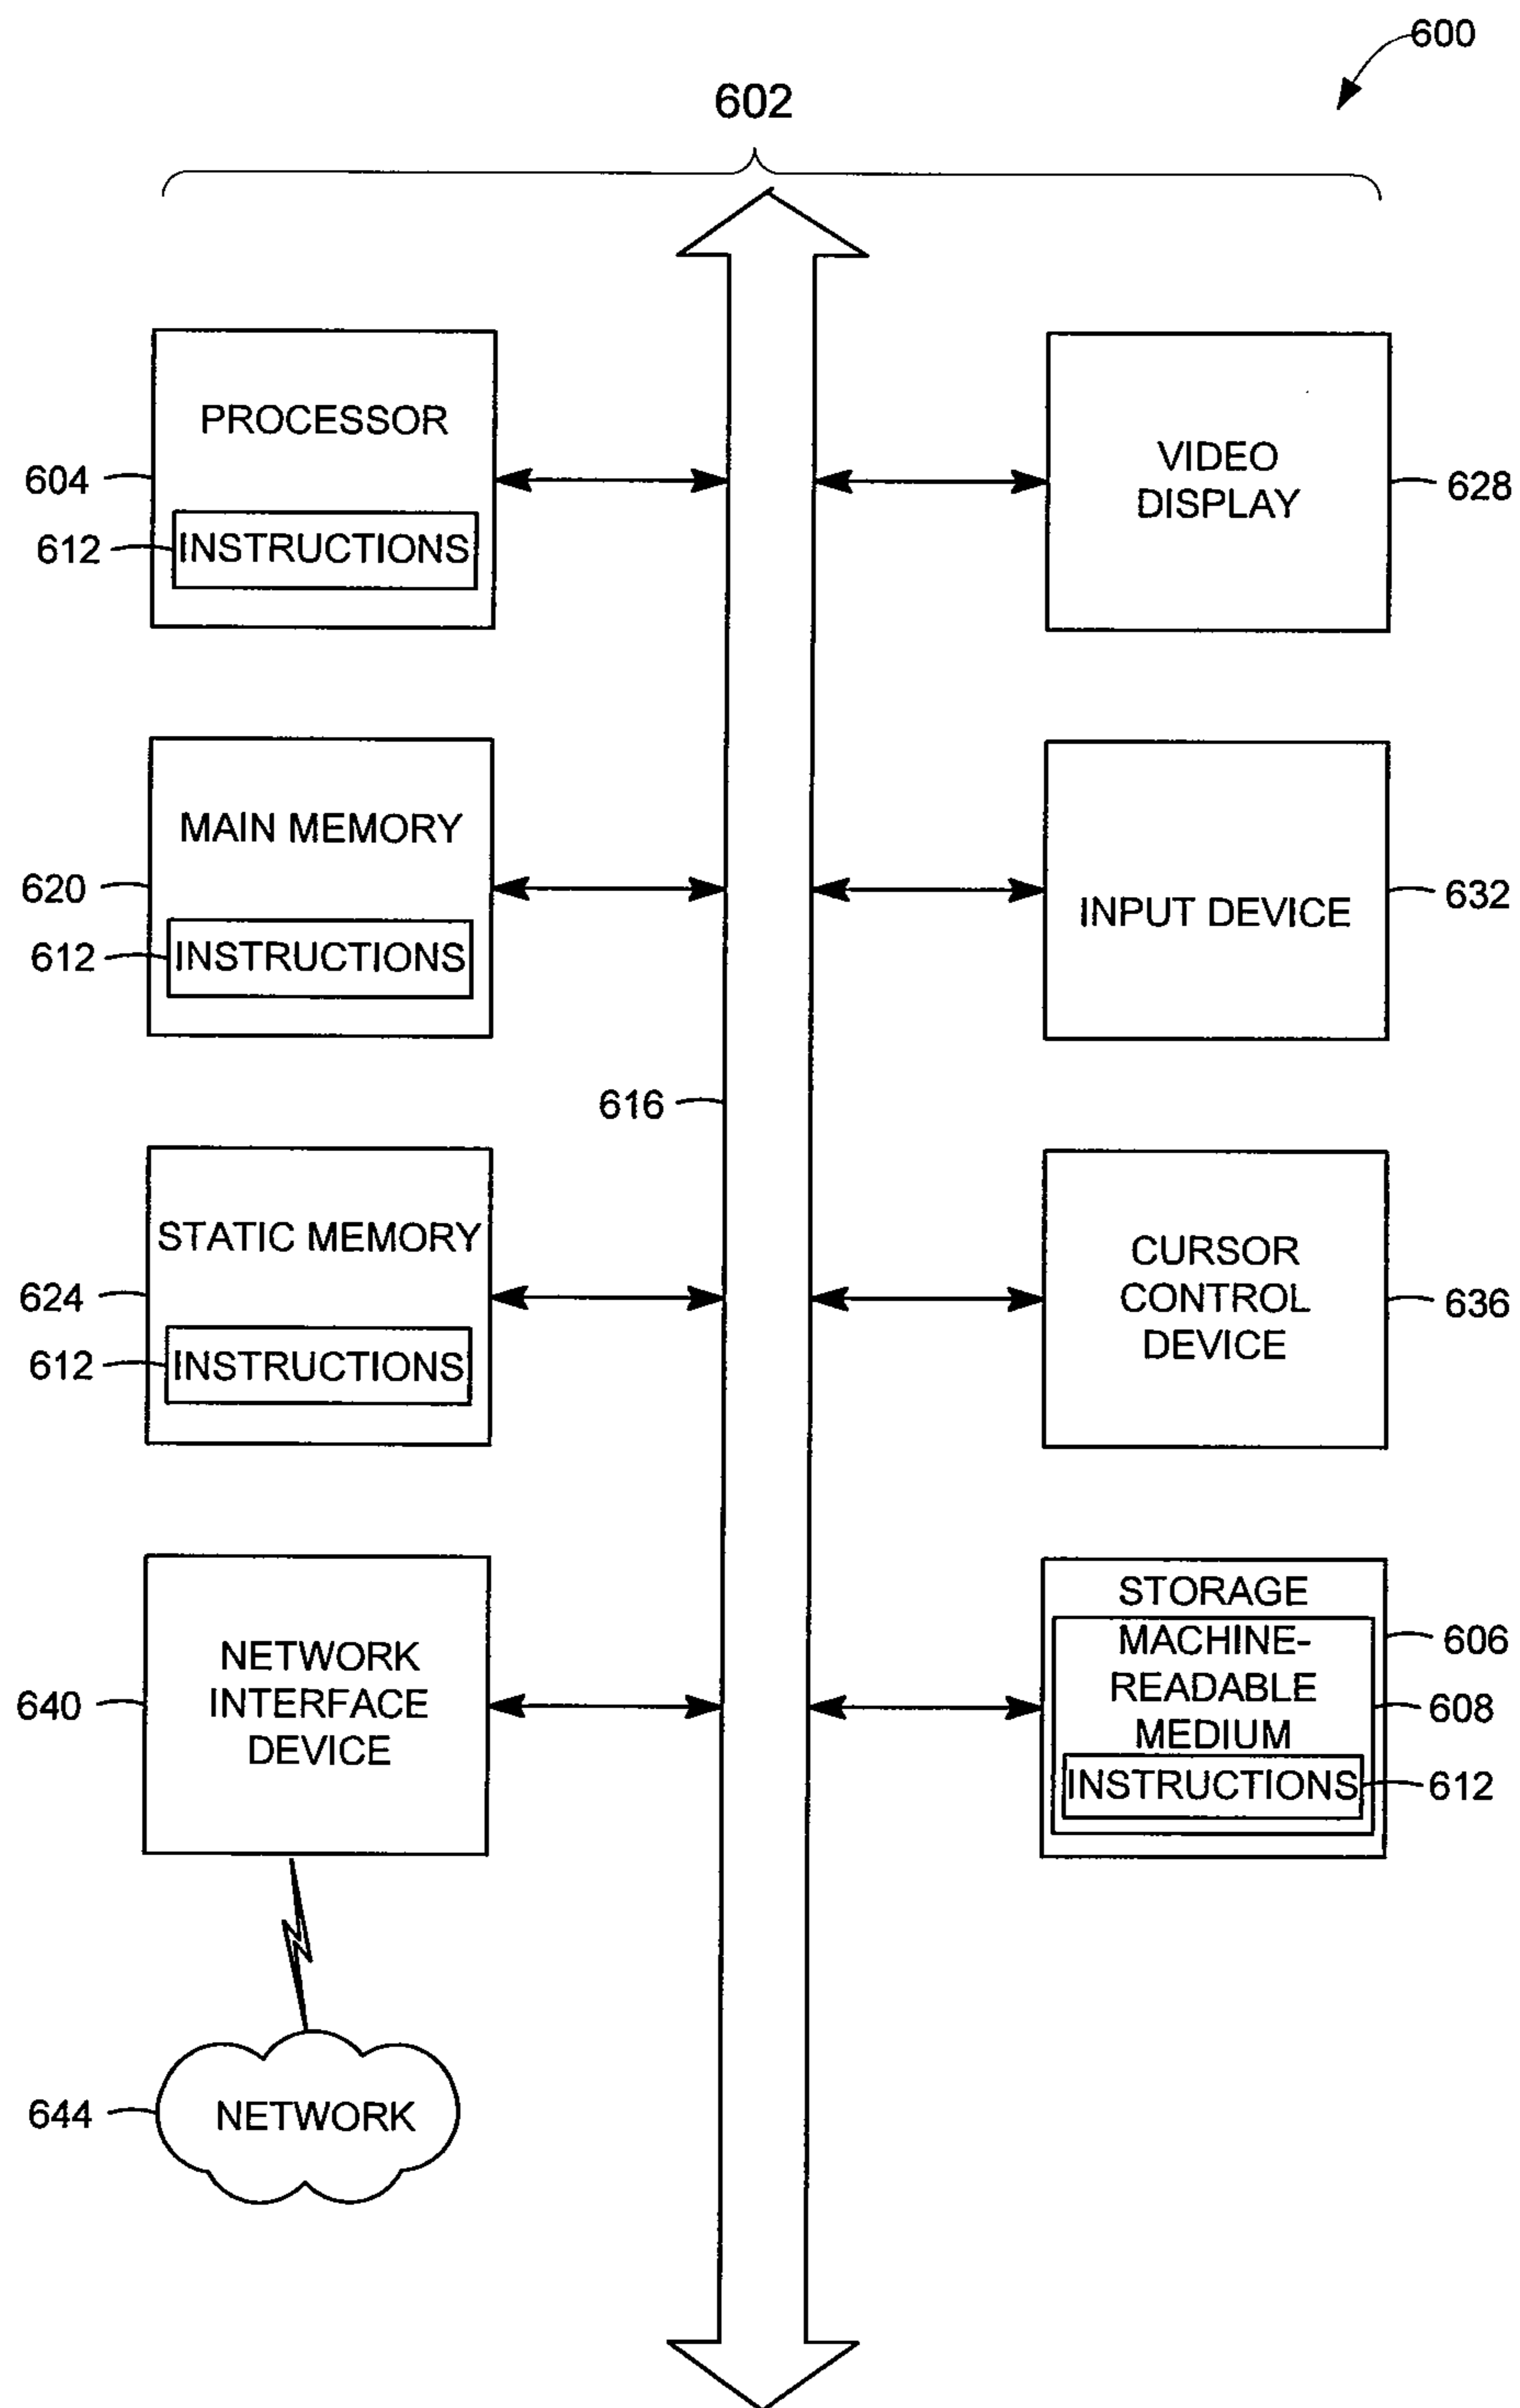 600
602
PROCESSOR
604
612
INSTRUCTIONS
VIDEO
DISPLAY
628
MAIN MEMORY
620
612
INSTRUCTIONS
INPUT DEVICE
632
616
STATIC MEMORY
624
612
INSTRUCTIONS
CURSOR
CONTROL
DEVICE
636
NETWORK
INTERFACE
DEVICE
640
STORAGE
606
MACHINE-
READABLE
MEDIUM
608
INSTRUCTIONS
612
644
NETWORK